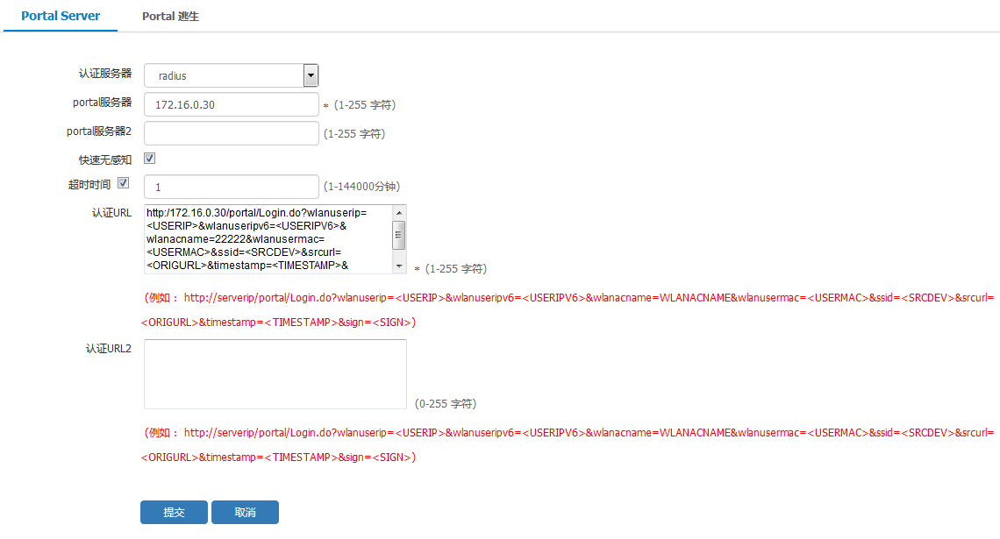 Portal Server Portal 逃生
认证服务器 radius
portal服务器 172.16.0.30 * (1-255 字符)
portal服务器2 (1-255 字符)
快速无感知
超时时间 1 (1-144000分钟)
认证URL http:/172.16.0.30/portal/Login.do?wlanuserip=
<USERIP>&wlanuseripv6=<USERIPV6>&
wlanacname=22222&wlanusermac=
<USERMAC>&ssid=<SRCDEV>&srcurl=
<ORIGURL>&timestamp=<TIMESTAMP>&
* (1-255 字符)
(例如： http://serverip/portal/Login.do?wlanuserip=<USERIP>&wlanuseripv6=<USERIPV6>&wlanacname=WLANACNAME&wlanusermac=<USERMAC>&ssid=<SRCDEV>&srcurl=
<ORIGURL>&timestamp=<TIMESTAMP>&sign=<SIGN>)
认证URL2
(0-255 字符)
(例如： http://serverip/portal/Login.do?wlanuserip=<USERIP>&wlanuseripv6=<USERIPV6>&wlanacname=WLANACNAME&wlanusermac=<USERMAC>&ssid=<SRCDEV>&srcurl=
<ORIGURL>&timestamp=<TIMESTAMP>&sign=<SIGN>)
提交 取消